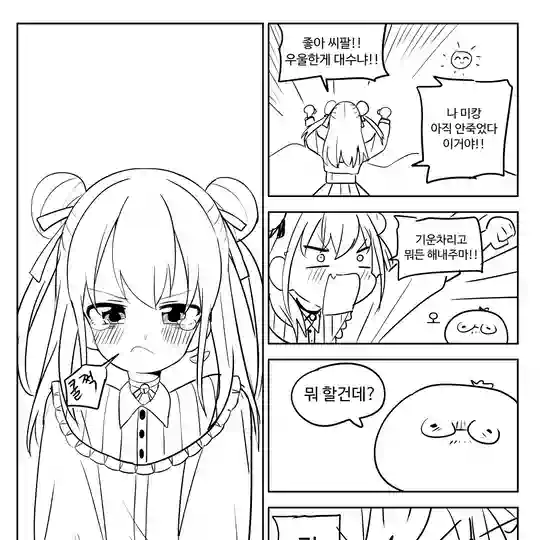 훌쩍
좋아 씨팔!!
우울한게 대수냐!!
나 미캉
아직 안죽었다
이거야!!
기운차리고
뭐든 해내주마!!
오
뭐 할건데?